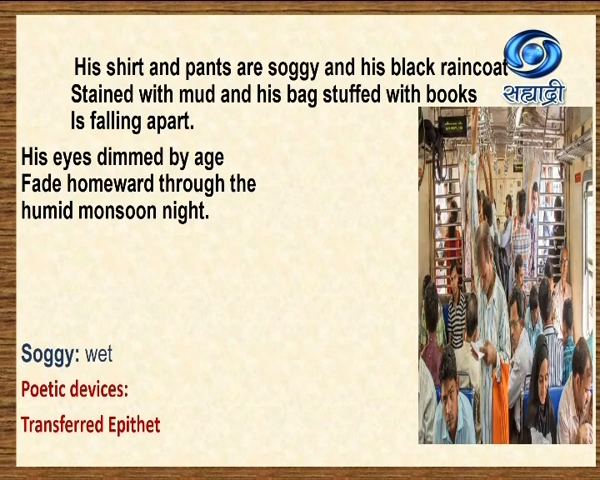 His shirt and pants are soggy and his black raincoat
Stained with mud and his bag stuffed with books
Is falling apart.
His eyes dimmed by age
Fade homeward through the
humid monsoon night.
Soggy: wet
Poetic devices:
Transferred Epithet
सह्याद्री